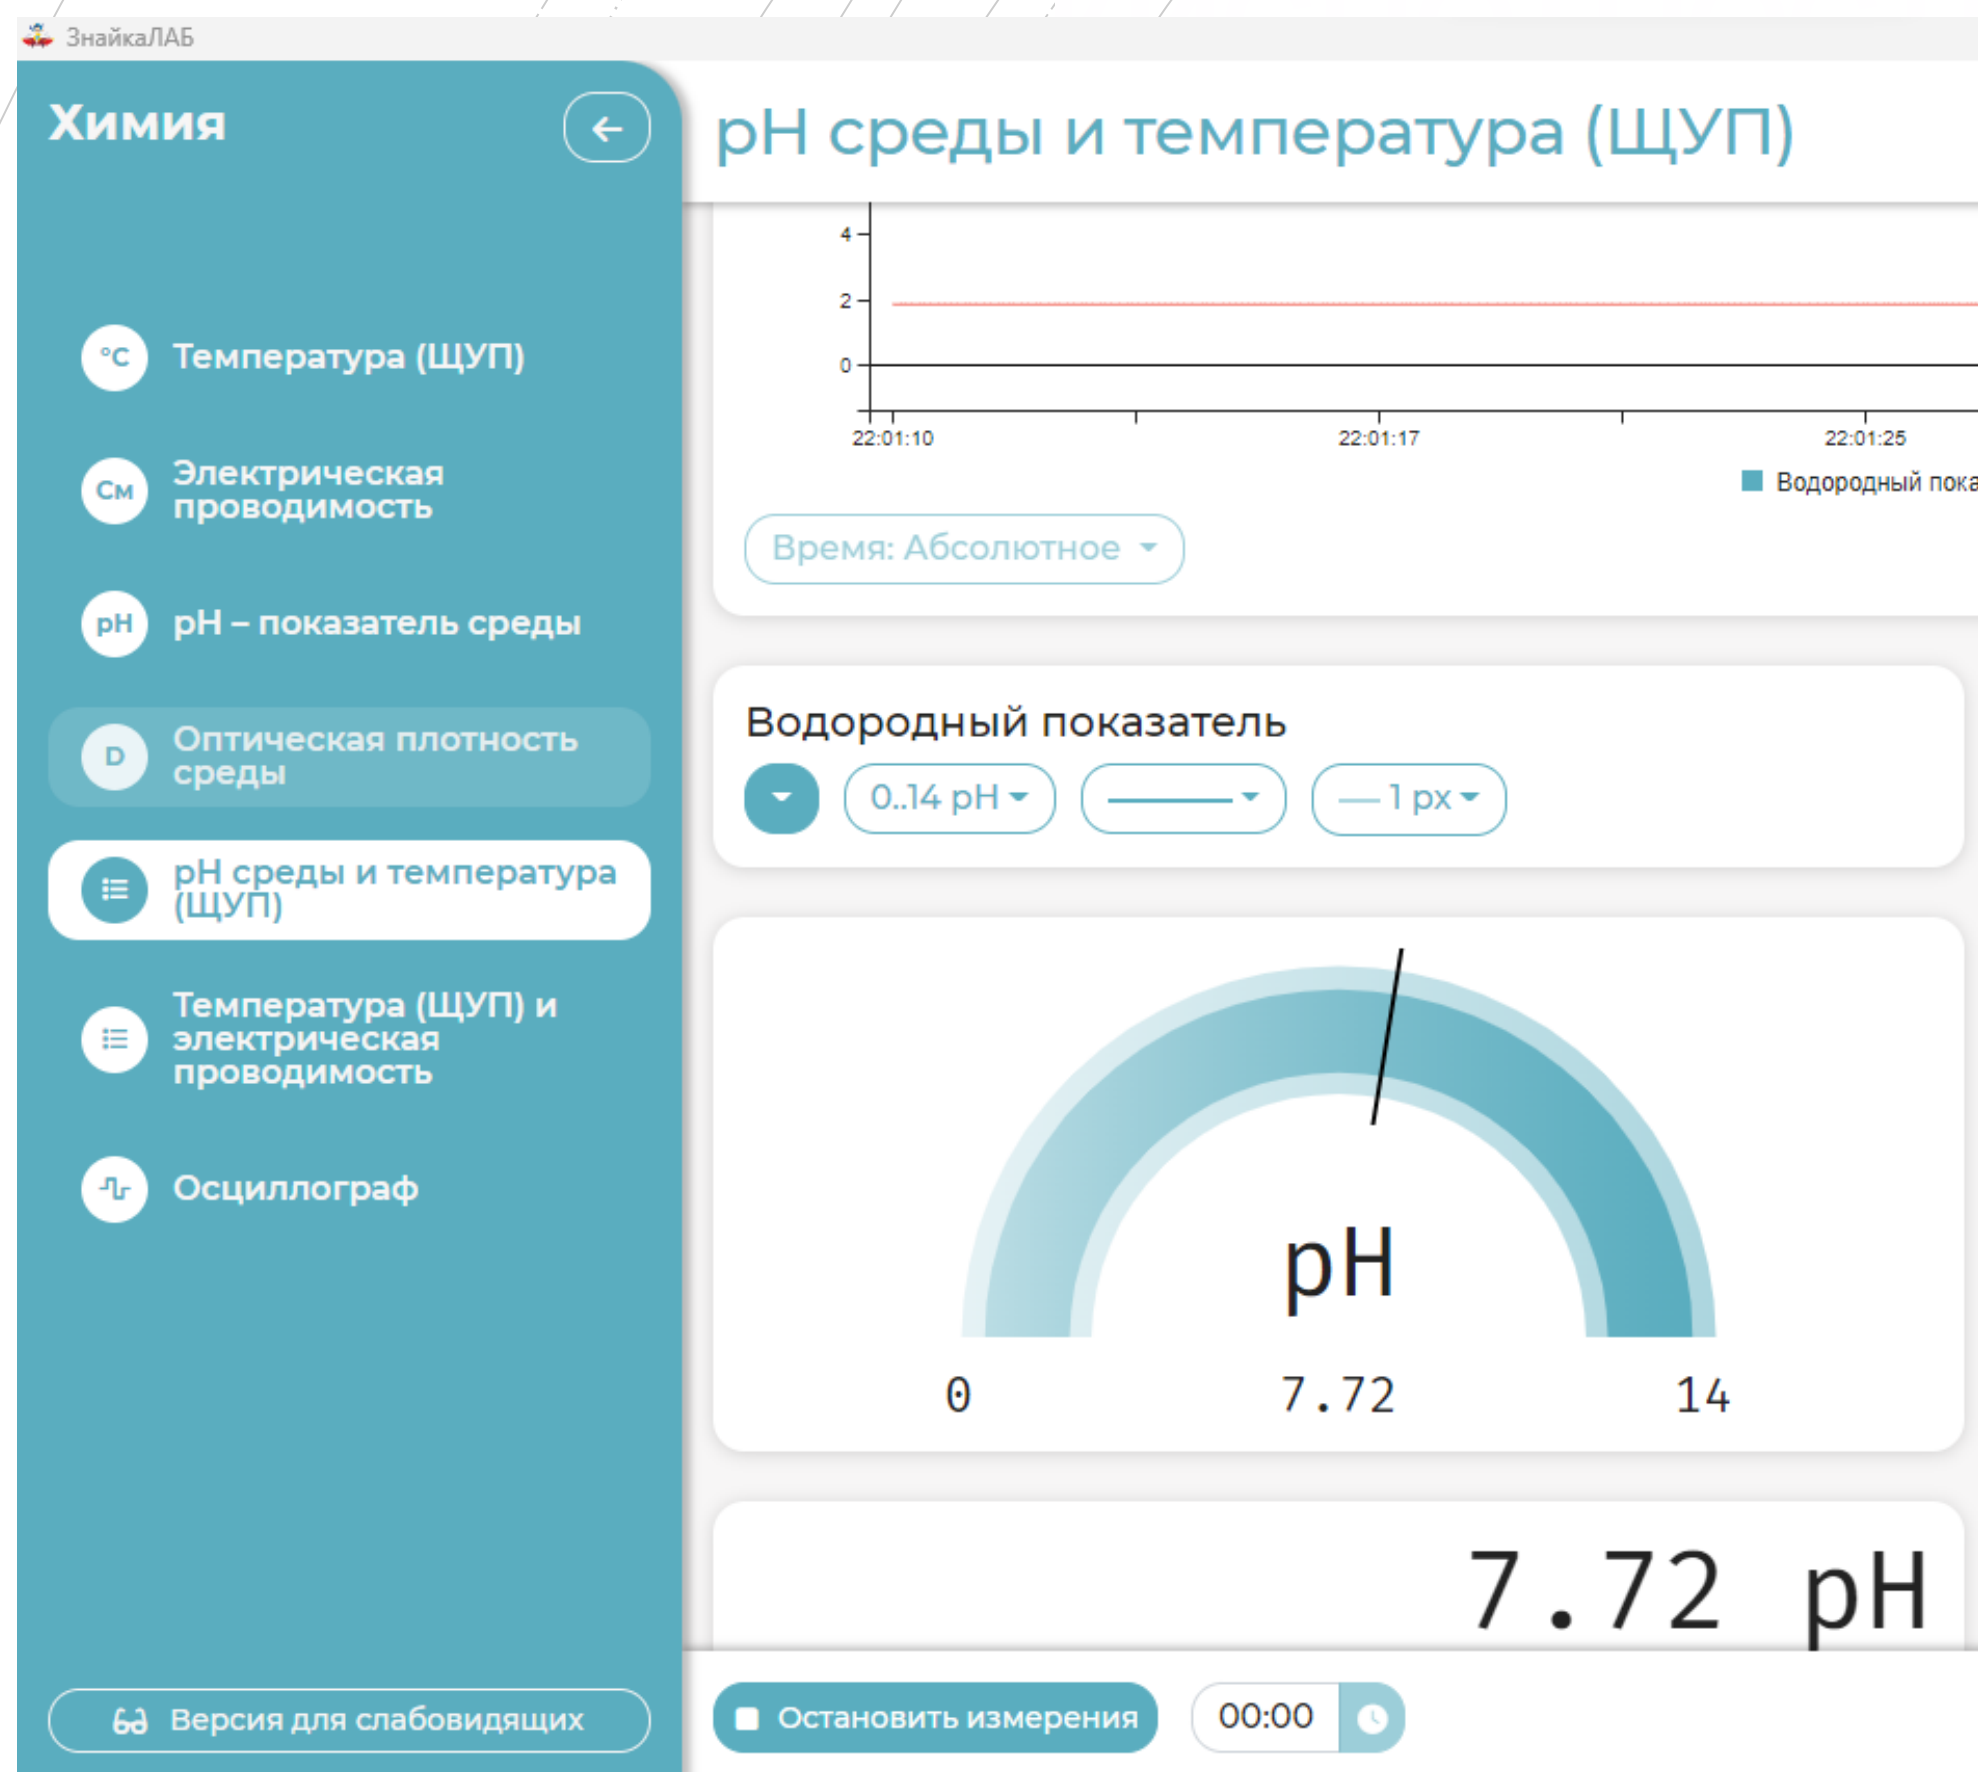 ЗнайкаЛАБ
Химия
Температура (ЩУП)
См
Электрическая
проводимость
°C
pH
pH – показатель среды
D
Оптическая плотность
среды
pH среды и температура
(ЩУП)
Температура (ЩУП) и
электрическая
проводимость
Осциллограф
Версия для слабовидящих
pH среды и температура (ЩУП)
4
2
0
22:01:10
22:01:17
22:01:25
Водородный пока
Время: Абсолютное
Водородный показатель
0..14 pH
1 px
pH
0
7.72
14
7.72 pH
Остановить измерения
00:00